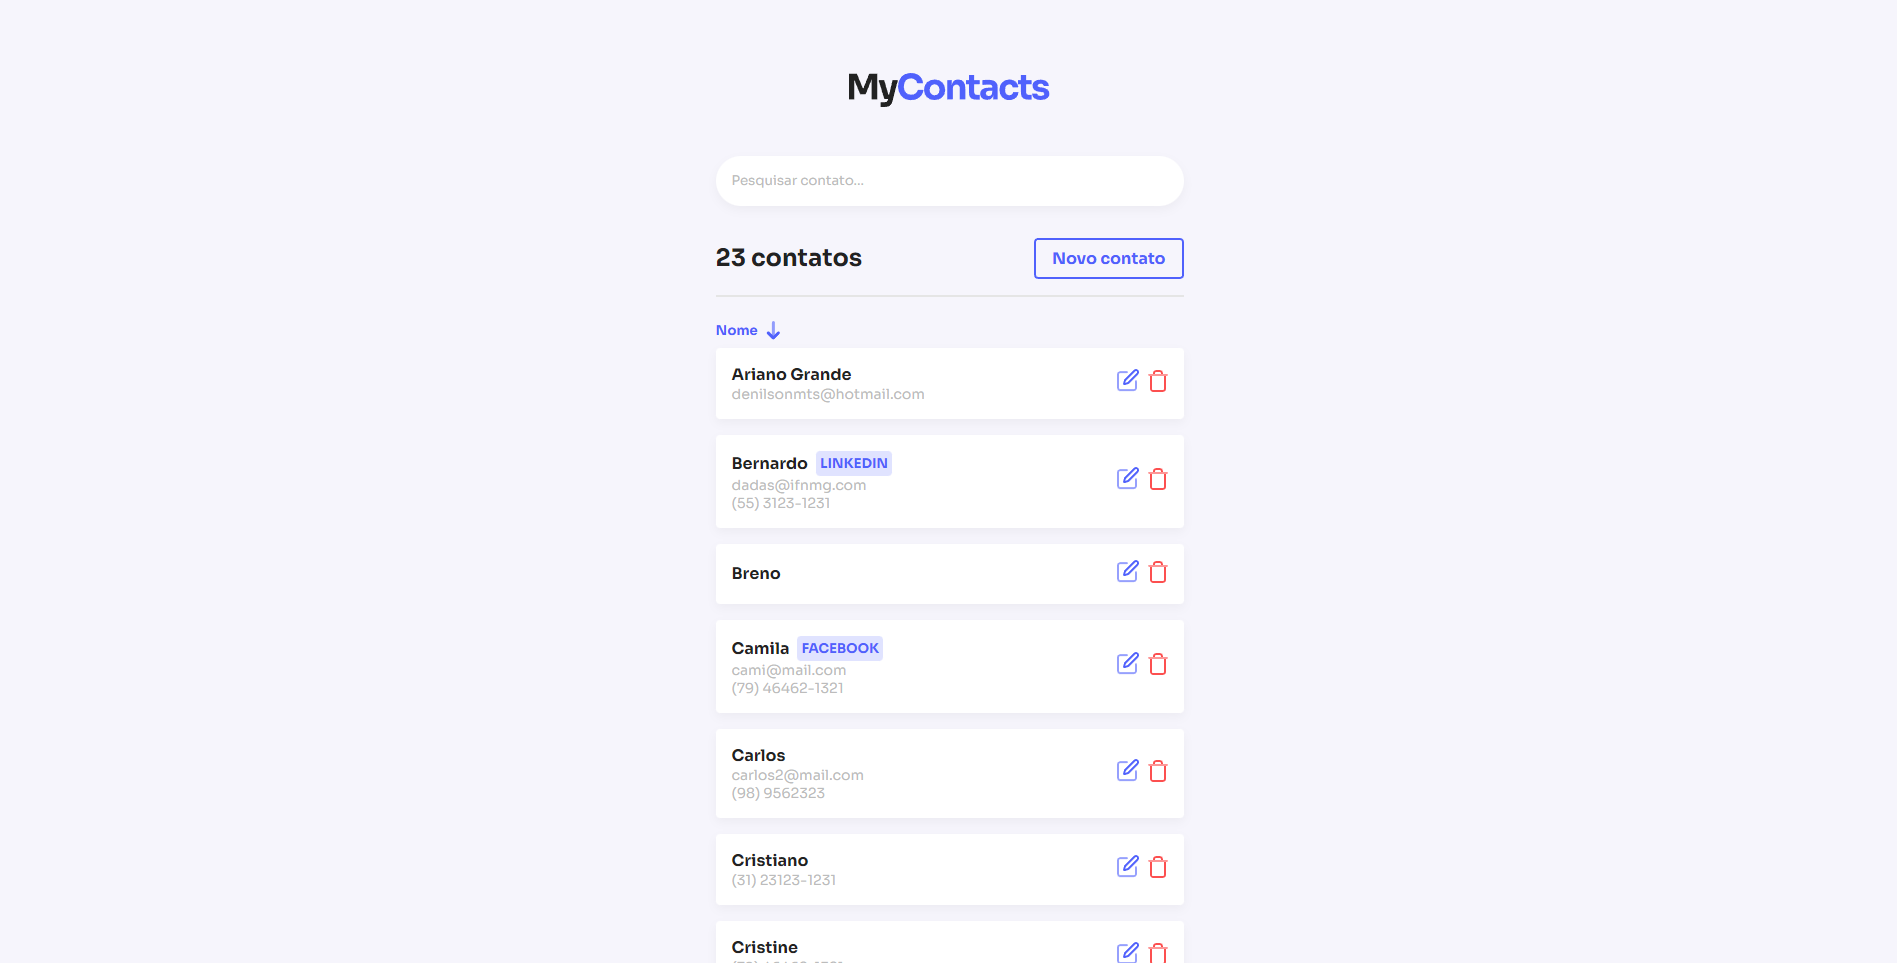 MyContacts
Pesquisar contato...
23 contatos
Novo contato
Nome
Ariano Grande
denilsonmts@hotmail.com
Bernardo LINKEDIN
dadas@ifnmg.com
(55) 3123-1231
Breno
Camila FACEBOOK
cami@mail.com
(79) 46462-1321
Carlos
carlos2@mail.com
(98) 9562323
Cristiano
(31) 23123-1231
Cristine